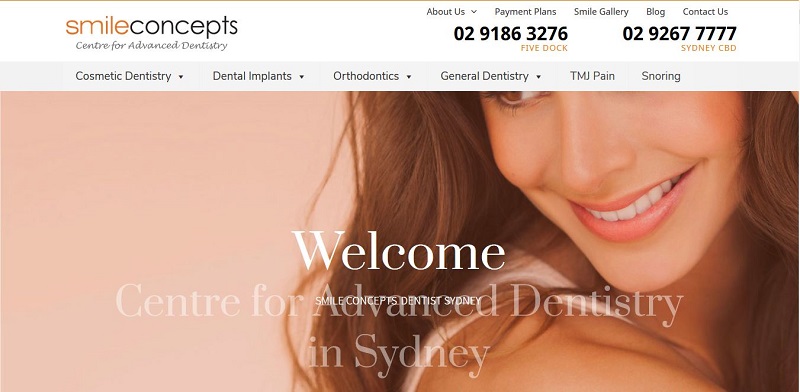 smileconcepts
Centre for Advanced Dentistry
About Us Payment Plans Smile Gallery Blog Contact Us
02 9186 3276 02 9267 7777
FIVE DOCK SYDNEY CBD
Cosmetic Dentistry Dental Implants Orthodontics General Dentistry TMJ Pain Snoring
Welcome
Centre for Advanced Dentistry
SMILE CONCEPTS DENTIST SYDNEY
in Sydney